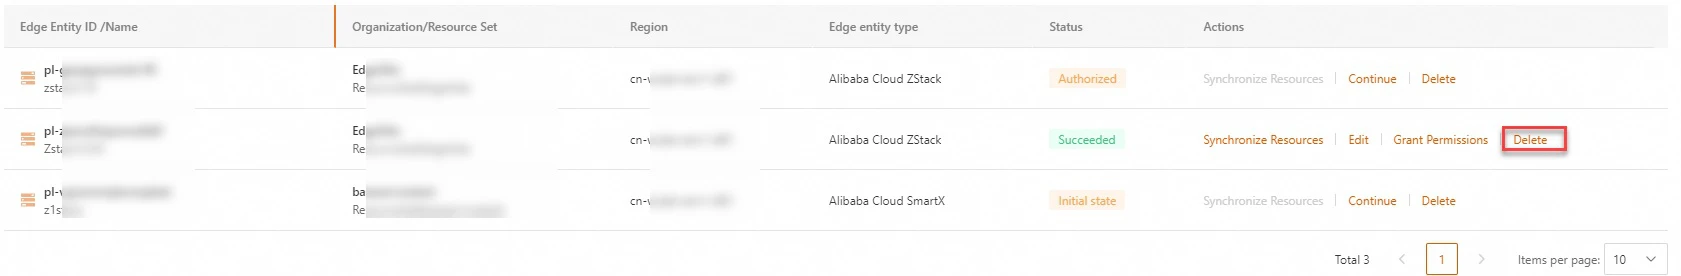 Edge Entity ID /Name Organization/Resource Set Region Edge entity type Status Actions
pl- Ed
zsta Re cn- Alibaba Cloud ZStack Authorized Synchronize Resources Continue Delete
pl- Ed
Zsta Re cn- Alibaba Cloud ZStack Succeeded Synchronize Resources Edit Grant Permissions Delete
pl- ba
z1s Re cn- Alibaba Cloud SmartX Initial state Synchronize Resources Continue Delete
Total 3 < 1 > Items per page: 10